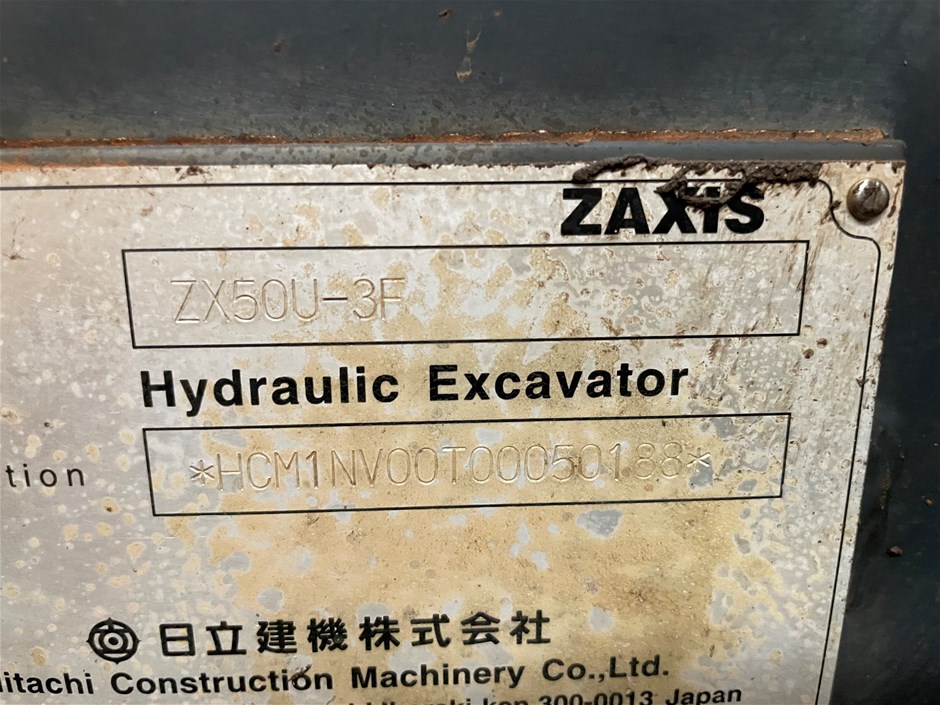 ZAXIS
ZX50U-3F
Hydraulic Excavator
*HCM1NV00T00050188*
tion
日立建機株式会社
itachi Construction Machinery Co.,Ltd.
300-0013 Japan